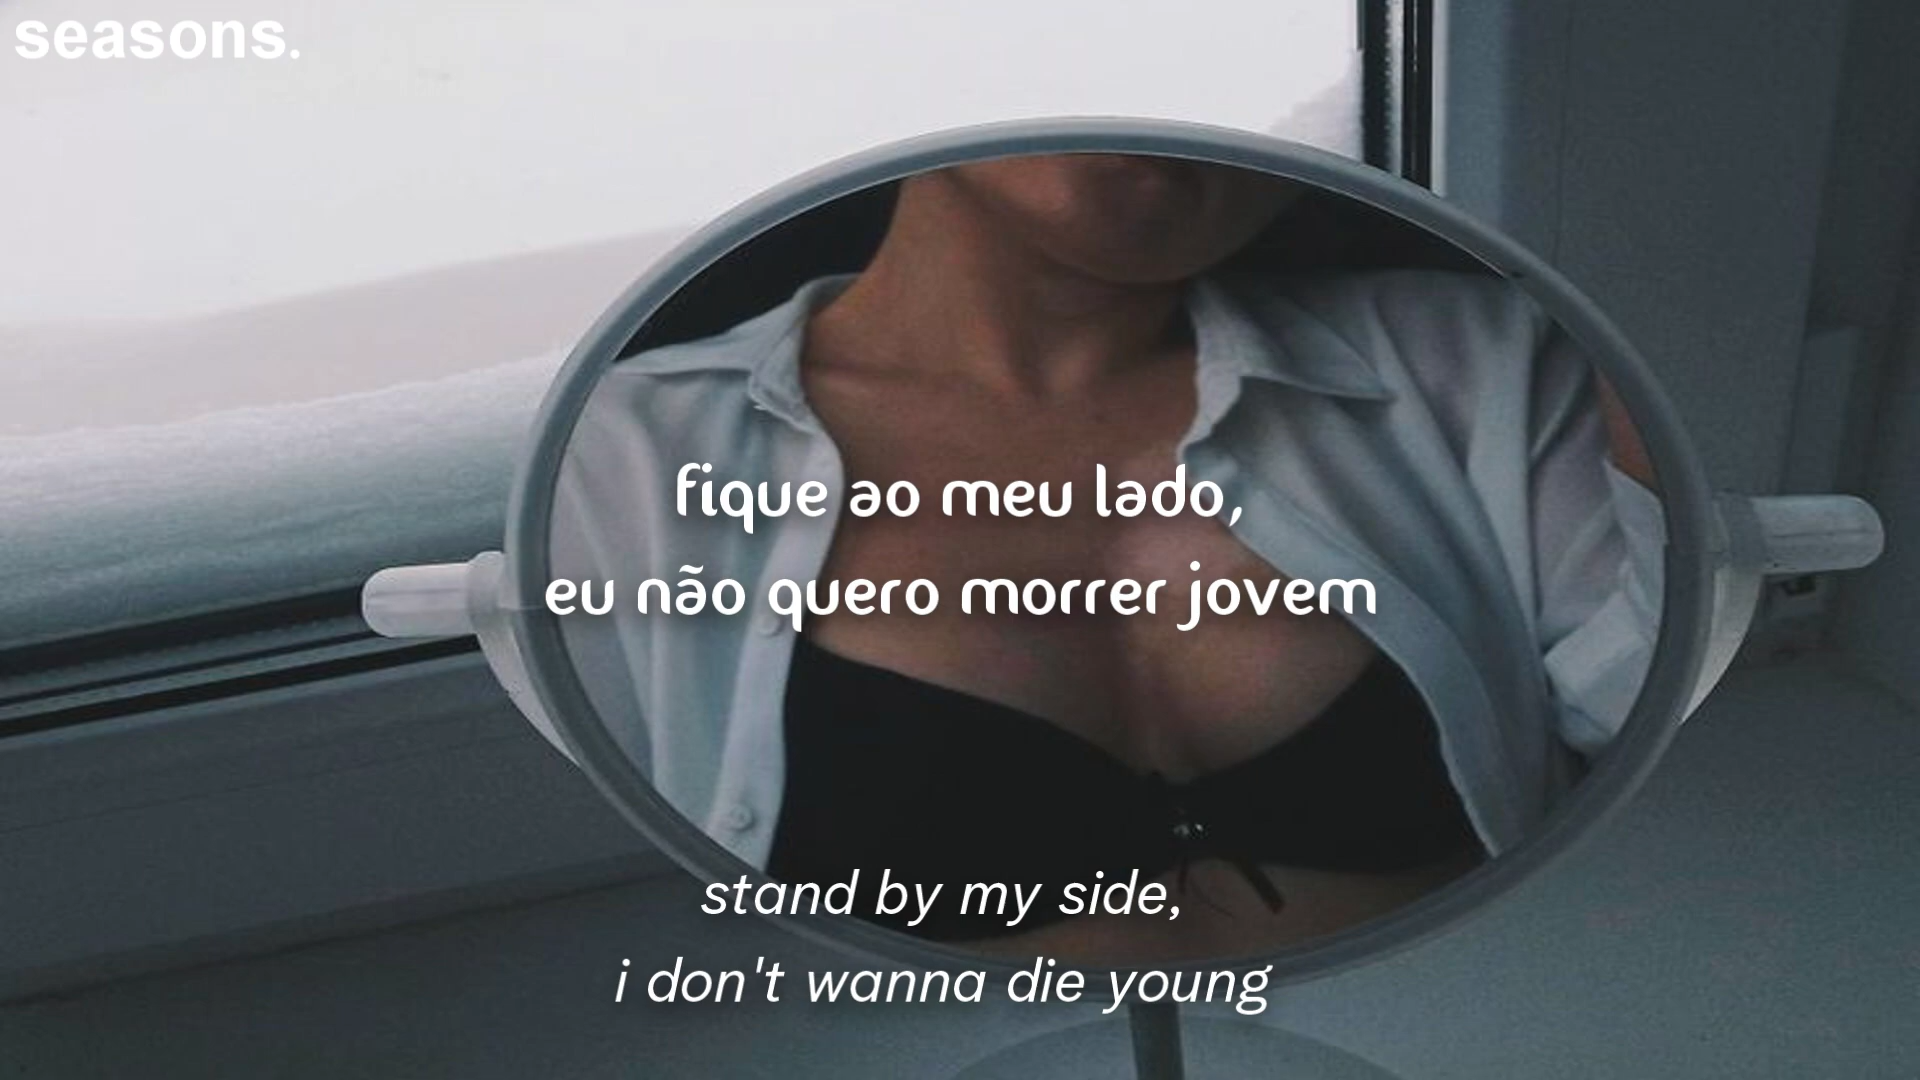 seasons.
fique ao meu lado,
eu não quero morrer jovem
stand by my side,
i don't wanna die young